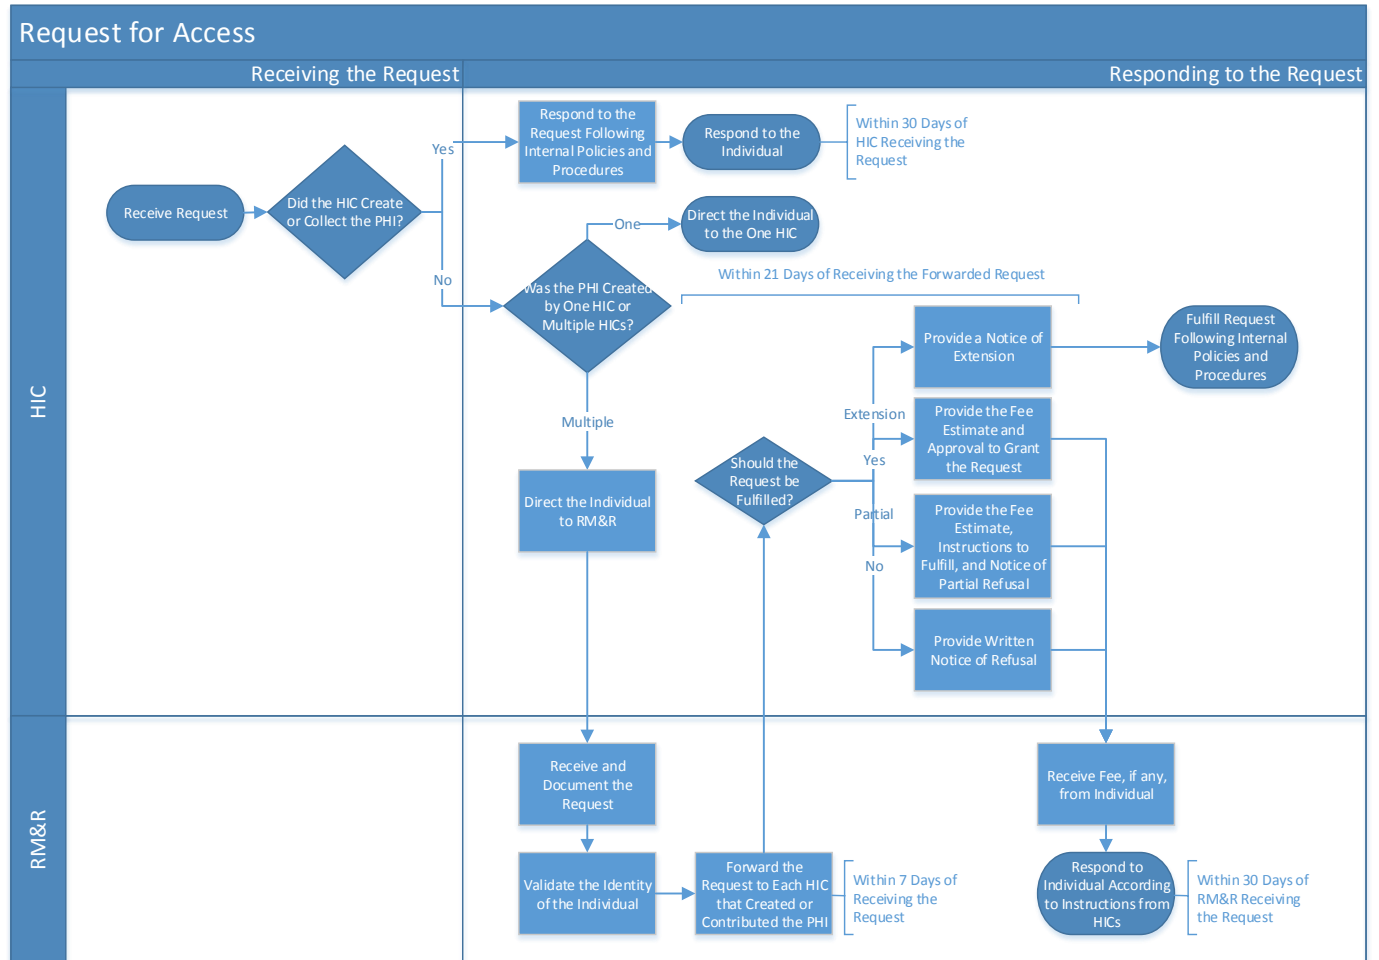 Request for Access
Receiving the Request
Responding to the Request
HIC
Receive Request
Did the HIC Create
or Collect the PHI?
Yes
No
Respond to the
Request Following
Internal Policies and
Procedures
Respond to the
Individual
Within 30 Days of
HIC Receiving the
Request
Was the PHI Created
by One HIC or
Multiple HICs?
One
Direct the Individual
to the One HIC
Multiple
Direct the Individual
to RM&R
Within 21 Days of Receiving the Forwarded Request
Should the
Request be
Fulfilled?
Extension
Yes
Partial
No
Provide a Notice of
Extension
Fulfill Request
Following Internal
Policies and
Procedures
Provide the Fee
Estimate and
Approval to Grant
the Request
Provide the Fee
Estimate,
Instructions to
Fulfill, and Notice of
Partial Refusal
Provide Written
Notice of Refusal
RM&R
Receive and
Document the
Request
Validate the Identity
of the Individual
Forward the
Request to Each HIC
that Created or
Contributed the PHI
Within 7 Days of
Receiving the
Request
Receive Fee, if any,
from Individual
Respond to
Individual According
to Instructions from
HICs
Within 30 Days of
RM&R Receiving
the Request